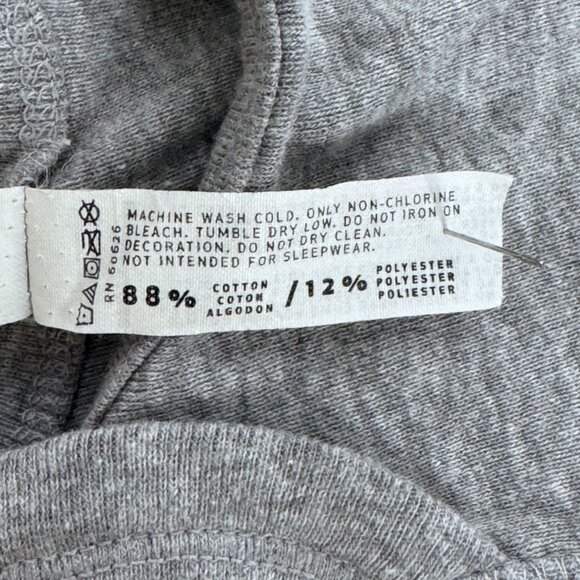 MACHINE WASH COLD. ONLY NON-CHLORINE
BLEACH. TUMBLE DRY LOW. DO NOT IRON ON
DECORATION. DO NOT DRY CLEAN.
NOT INTENDED FOR SLEEPWEAR.
88% COTTON COTON ALGODON /12% POLYESTER POLYESTER POLIESTER
RN 69626